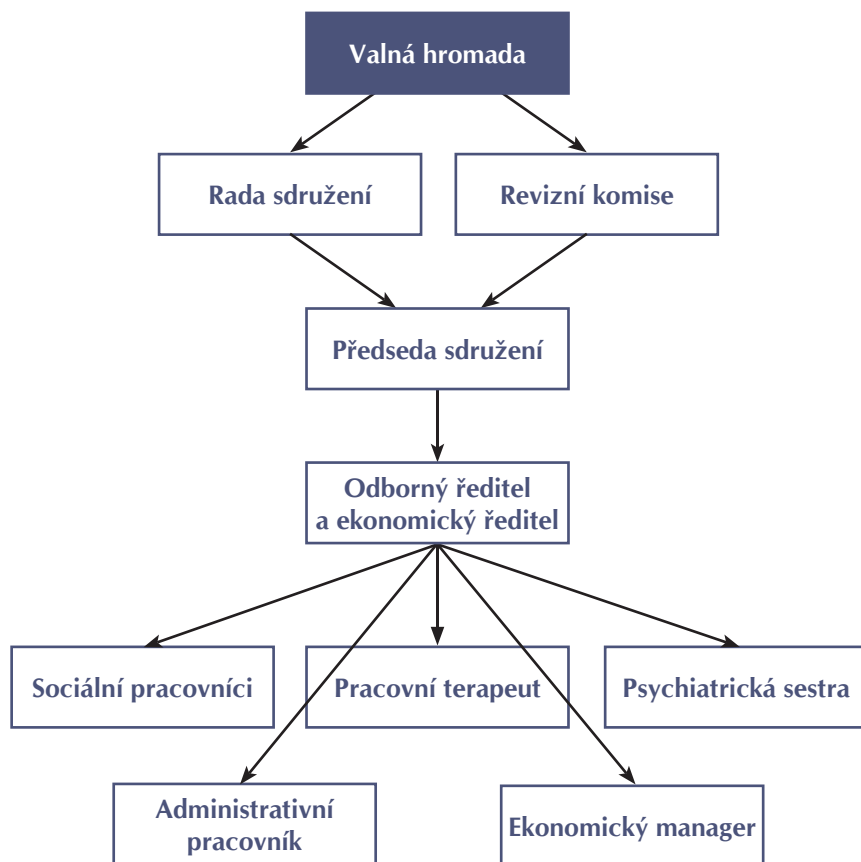 Valná hromada
Rada sdružení
Revizní komise
Předseda sdružení
Odborný ředitel
a ekonomický ředitel
Sociální pracovníci
Pracovní terapeut
Psychiatrická sestra
Administrativní
pracovník
Ekonomický manager